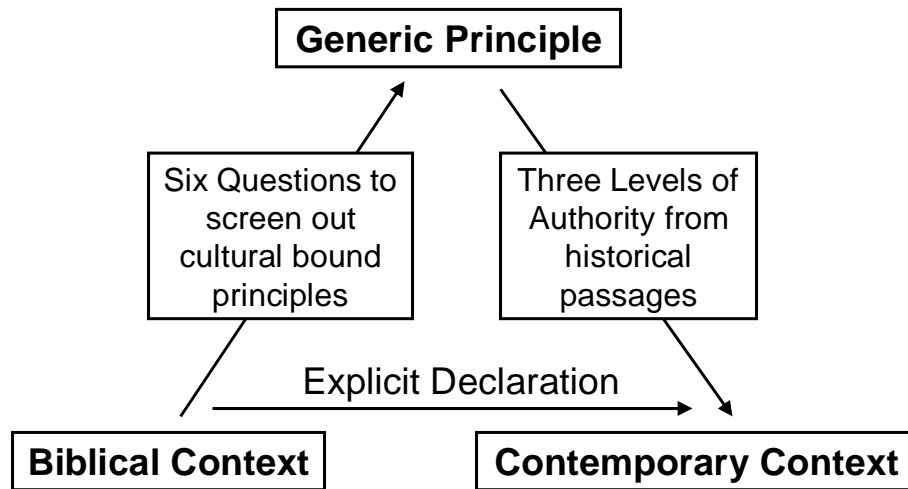 Generic Principle
Six Questions to
screen out
cultural bound
principles
Three Levels of
Authority from
historical
passages
Explicit Declaration
Biblical Context
Contemporary Context